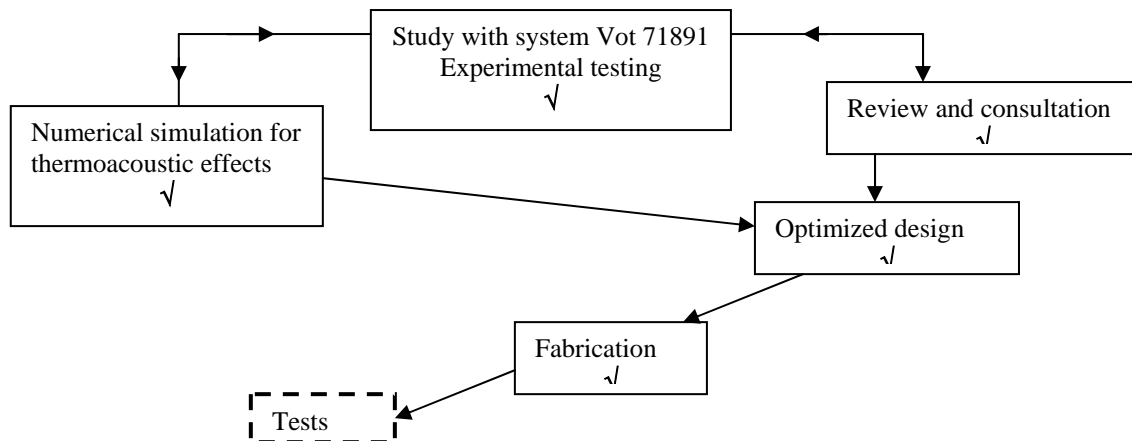 Study with system Vot 71891
Experimental testing
√
Numerical simulation for
thermoacoustic effects
√
Review and consultation
√
Optimized design
√
Fabrication
√
Tests